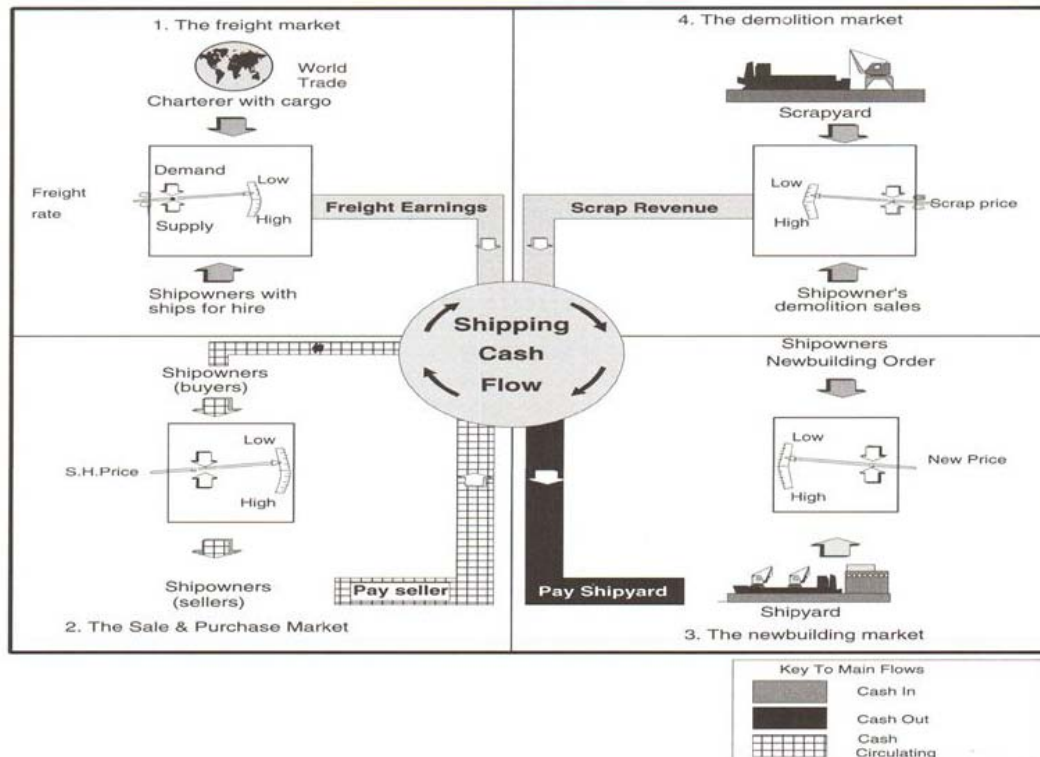 1. The freight market
World
Trade
Charterer with cargo
Demand
Low
Freight
rate
Supply
High
Freight Earnings
Shipowners with
ships for hire
4. The demolition market
Scrapyard
Low
High
Scrap price
Scrap Revenue
Shipowner's
demolition sales
Shipping
Cash
Flow
Shipowners
(buyers)
Low
S.H.Price
High
Shipowners
(sellers)
Pay seller
2. The Sale & Purchase Market
Shipowners
Newbuilding Order
Low
New Price
High
Pay Shipyard
Shipyard
3. The newbuilding market
Key To Main Flows
Cash In
Cash Out
Cash
Circulating